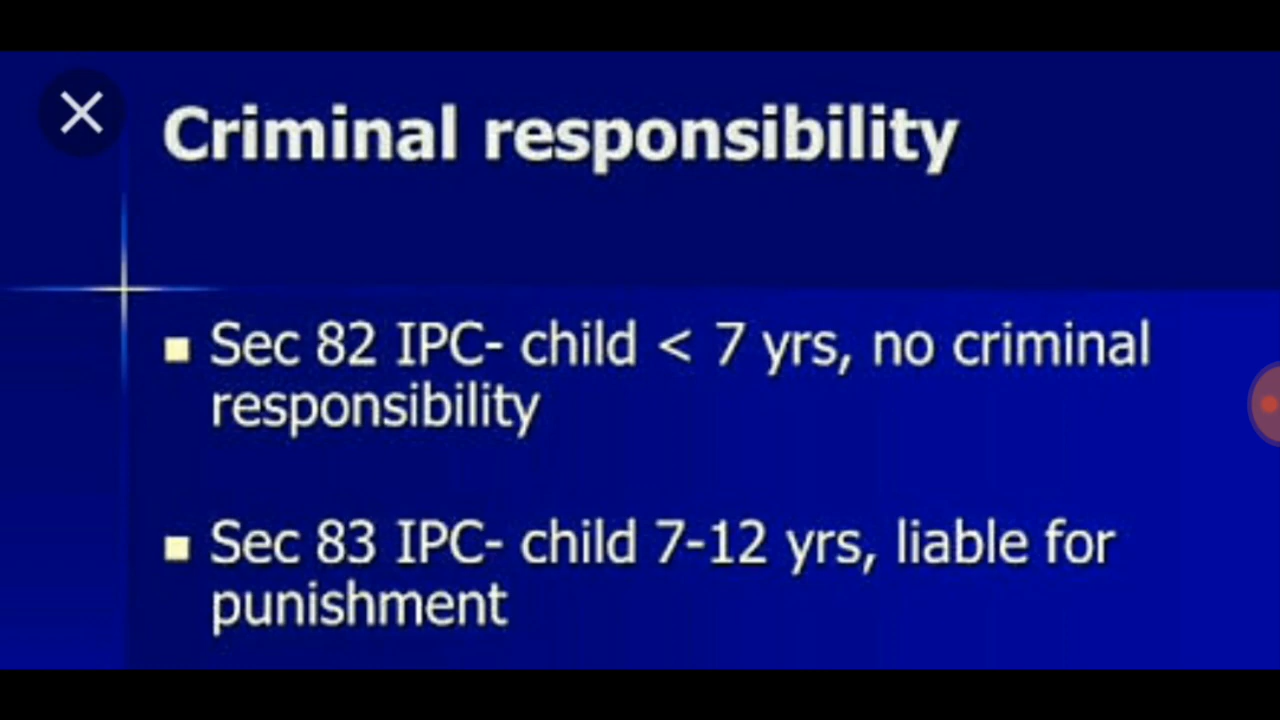 Criminal responsibility
Sec 82 IPC- child < 7 yrs, no criminal
responsibility
Sec 83 IPC- child 7-12 yrs, liable for
punishment